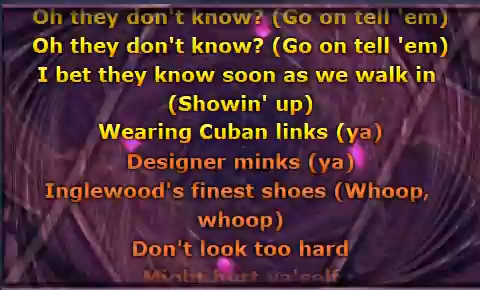 Oh they don't know? (Go on tell 'em)
Oh they don't know? (Go on tell 'em)
I bet they know soon as we walk in
(Showin' up)
Wearing Cuban links (ya)
Designer minks (ya)
Inglewood's finest shoes (Whoop,
whoop)
Don't look too hard
Might hurt ya'self